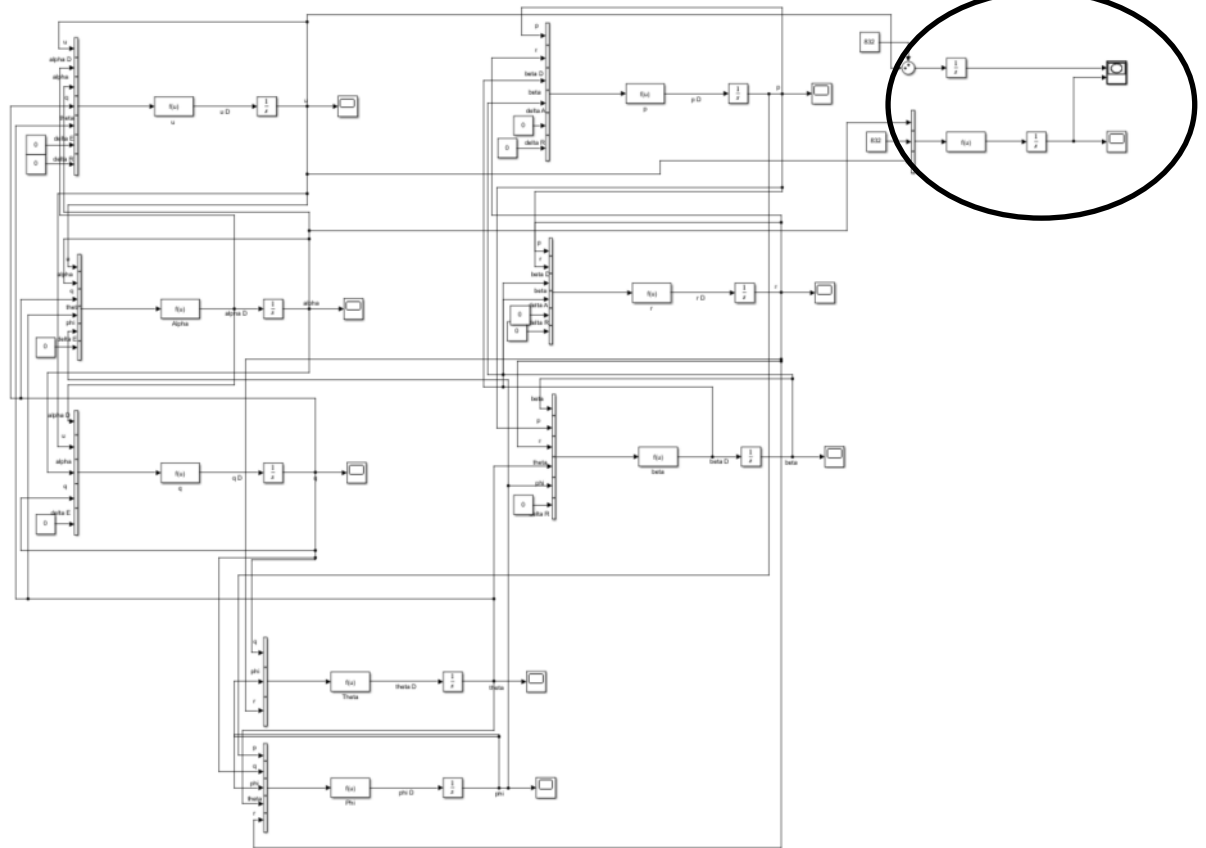 u
alpha D
alpha
q
theta
delta E
0
delta R
0
f(u)
u
u D
1
s
u
p
r
beta D
beta
delta A
0
delta R
0
f(u)
p
p D
1
s
p
832
1
s
832
f(u)
1
s
u
alpha
q
theta
phi
delta E
0
f(u)
Alpha
alpha D
1
s
alpha
p
r
beta D
beta
delta A
0
delta R
0
f(u)
r
r D
1
s
r
alpha D
u
alpha
q
delta E
0
f(u)
q
q D
1
s
q
beta
p
r
theta
phi
0
delta R
f(u)
beta
beta D
1
s
beta
q
phi
r
f(u)
Theta
theta D
1
s
theta
p
q
phi
theta
r
f(u)
Phi
phi D
1
s
phi